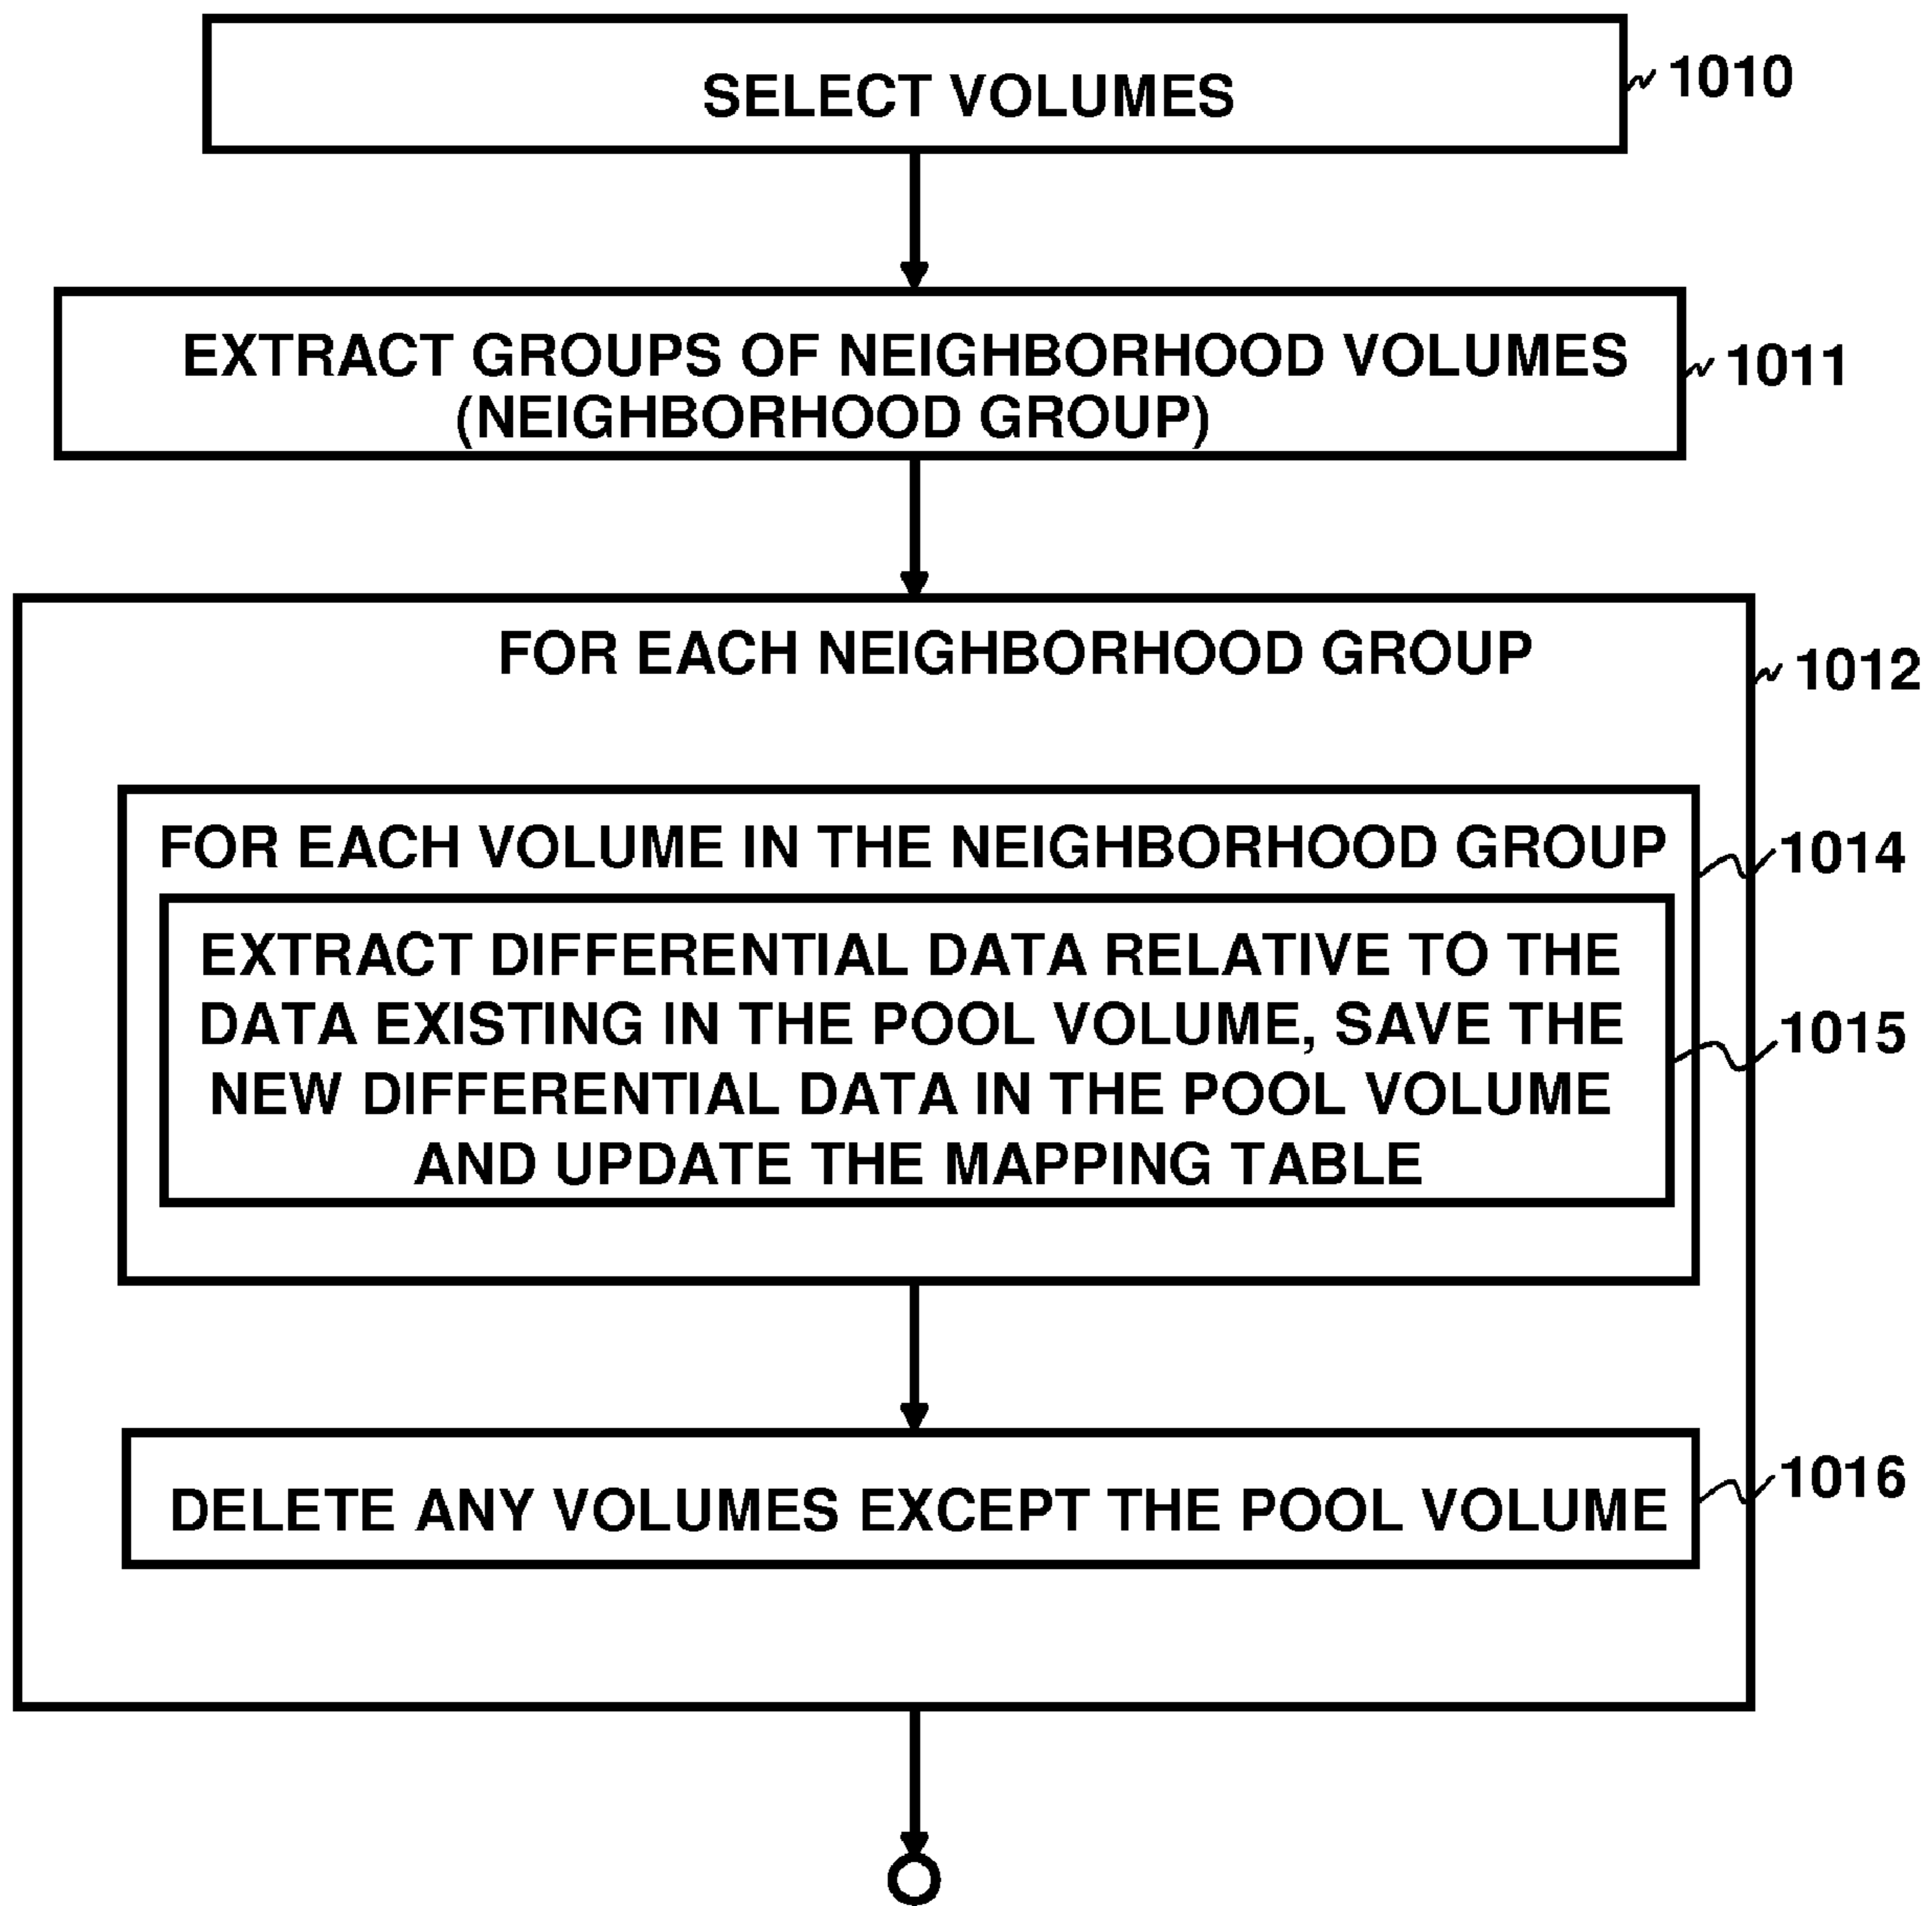 SELECT VOLUMES
1010
EXTRACT GROUPS OF NEIGHBORHOOD VOLUMES
(NEIGHBORHOOD GROUP)
1011
FOR EACH NEIGHBORHOOD GROUP
1012
FOR EACH VOLUME IN THE NEIGHBORHOOD GROUP
1014
EXTRACT DIFFERENTIAL DATA RELATIVE TO THE
DATA EXISTING IN THE POOL VOLUME, SAVE THE
NEW DIFFERENTIAL DATA IN THE POOL VOLUME
AND UPDATE THE MAPPING TABLE
1015
DELETE ANY VOLUMES EXCEPT THE POOL VOLUME
1016